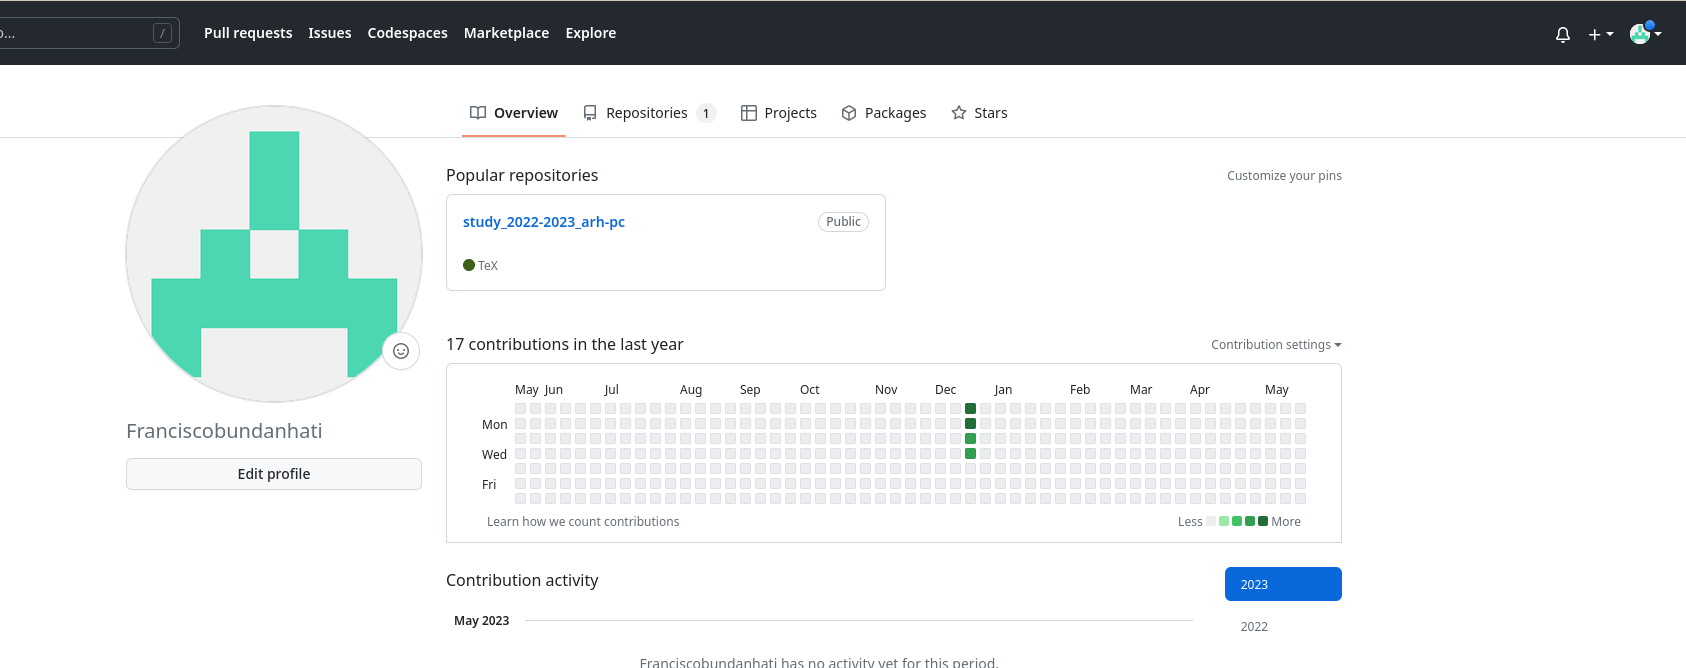 o... /
Pull requests Issues Codespaces Marketplace Explore
Overview Repositories 1 Projects Packages Stars
Popular repositories Customize your pins
study_2022-2023_arh-pc Public
TeX
17 contributions in the last year Contribution settings
May Jun Jul Aug Sep Oct Nov Dec Jan Feb Mar Apr May
Mon
Wed
Fri
Learn how we count contributions Less More
Franciscobundanhati
Edit profile
Contribution activity 2023
May 2023 2022
Franciscobundanhati has no activity yet for this period.